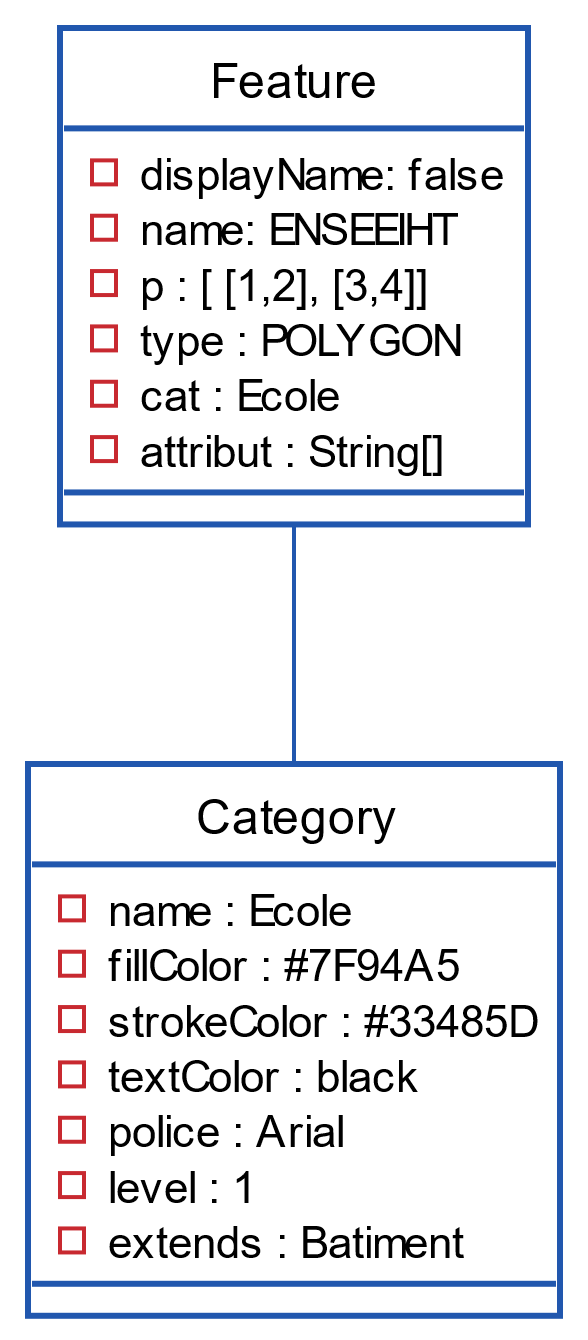 Feature
displayName: false
name: ENSEEIHT
p : [ [1,2], [3,4]]
type : POLYGON
cat : Ecole
attribut : String[]
Category
name : Ecole
fillColor : #7F94A5
strokeColor : #33485D
textColor : black
police : Arial
level : 1
extends : Batiment